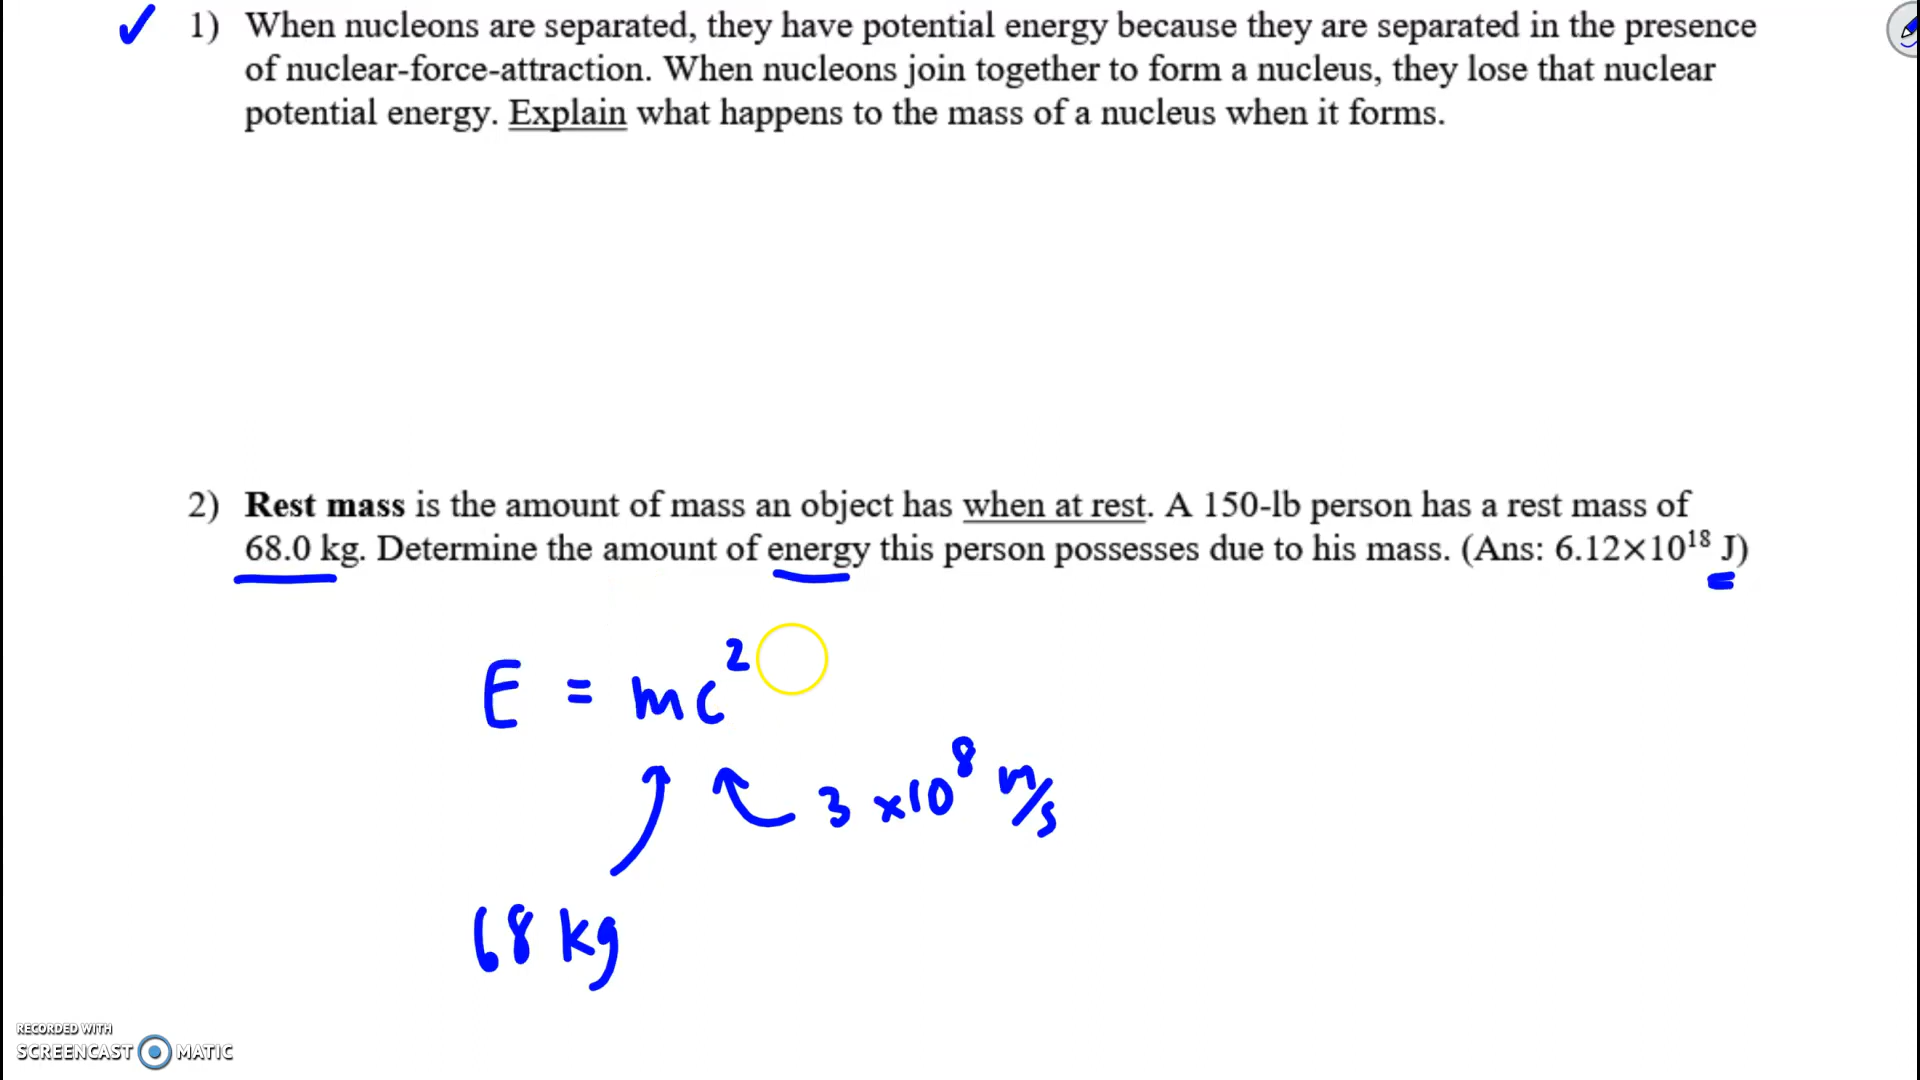 ✓ 1) When nucleons are separated, they have potential energy because they are separated in the presence
of nuclear-force-attraction. When nucleons join together to form a nucleus, they lose that nuclear
potential energy. Explain what happens to the mass of a nucleus when it forms.
2) Rest mass is the amount of mass an object has when at rest. A 150-lb person has a rest mass of
68.0 kg. Determine the amount of energy this person possesses due to his mass. (Ans: 6.12×10¹⁸ J)
E = mc²
3 ×10⁸ m/s
68 kg
RECORDED WITH
SCREENCAST MATIC